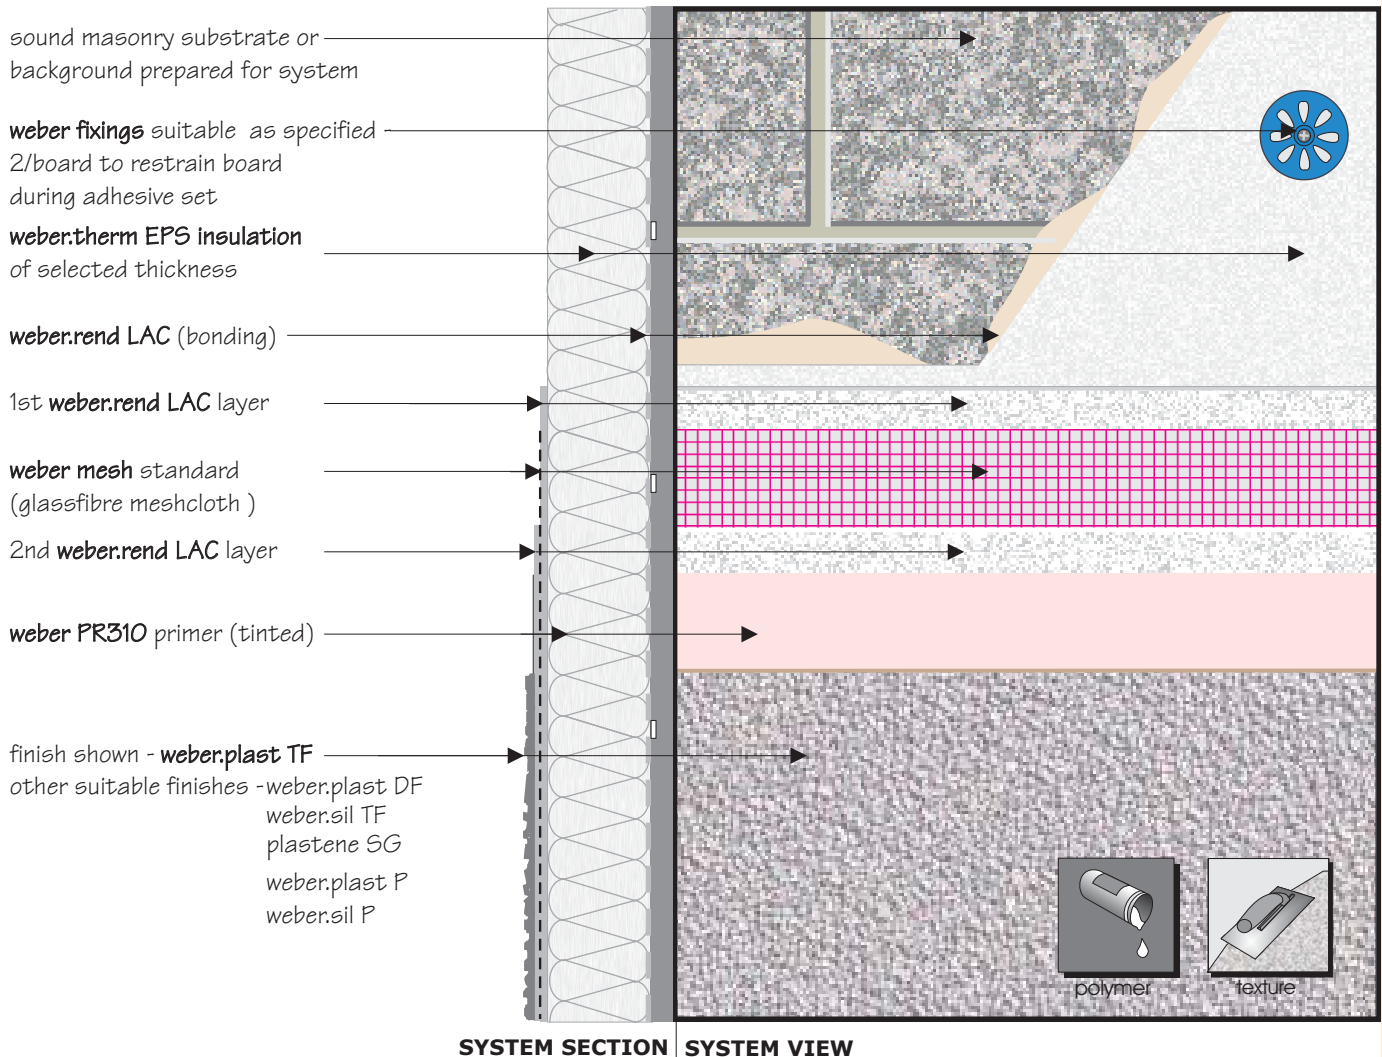 sound masonry substrate or
background prepared for system
weber fixings suitable as specified -
2/board to restrain board
during adhesive set
weber.therm EPS insulation
of selected thickness
weber.rend LAC (bonding)
1st weber.rend LAC layer
weber mesh standard
(glassfibre meshcloth )
2nd weber.rend LAC layer
weber PR310 primer (tinted)
finish shown - weber.plast TF
other suitable finishes -weber.plast DF
weber.sil TF
plastene SG
weber.plast P
weber.sil P
polymer
texture
SYSTEM SECTION
SYSTEM VIEW